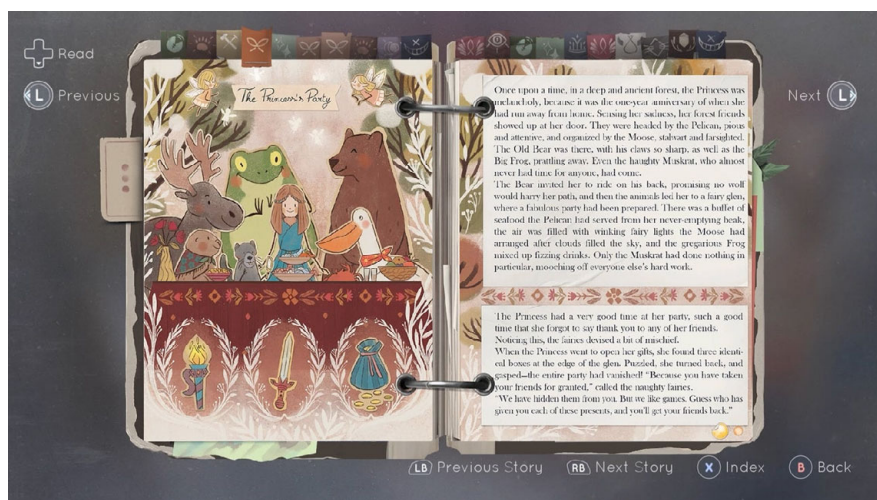 Read
L Previous
Next L
The Princess's Party
Once upon a time, in a deep and ancient forest, the Princess was
melancholy, because it was the one-year anniversary of when she
had run away from home. Sensing her sadness, her forest friends
showed up at her door. They were headed by the Pelican, pious
and attentive, and organized by the Moose, stalwart and farsighted.
The Old Bear was there, with his claws so sharp, as well as the
Big Frog, prattling away. Even the haughty Muskrat, who almost
never had time for anyone, had come.
The Bear invited her to ride on his back, promising no wolf
would harry her path, and then the animals led her to a fairy glen,
where a fabulous party had been prepared. There was a buffet of
seafood the Pelican had served from her never-emptying beak,
the air was filled with winking fairy lights the Moose had
arranged after clouds filled the sky, and the gregarious Frog
mixed up fizzing drinks. Only the Muskrat had done nothing in
particular, mooching off everyone else's hard work.
The Princess had a very good time at her party, such a good
time that she forgot to say thank you to any of her friends.
Noticing this, the fairies devised a bit of mischief.
When the Princess went to open her gifts, she found three identi-
cal boxes at the edge of the glen. Puzzled, she turned back, and
gasped--the entire party had vanished! "Because you have taken
your friends for granted," called the naughty fairies.
"We have hidden them from you. But we like games. Guess who has
given you each of these presents, and you'll get your friends back."
LB Previous Story
RB Next Story
X Index
B Back